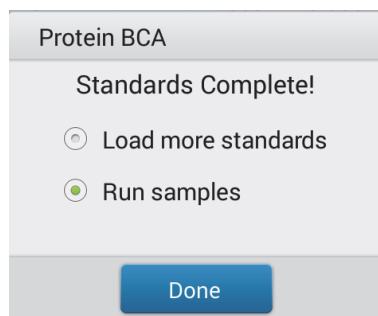 Protein BCA
Standards Complete!
Load more standards
Run samples
Done